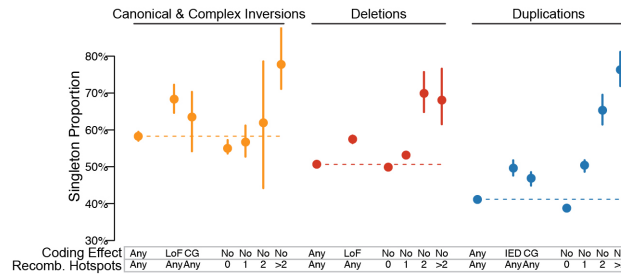 Canonical & Complex Inversions Deletions Duplications
80%
70%
60%
50%
40%
30%
Singleton Proportion
Coding Effect Any LoF CG No No No No Any LoF No No No No Any IED CG No No No No
Recomb. Hotspots Any Any Any 0 1 2 >2 Any Any 0 1 2 >2 Any Any Any 0 1 2 >